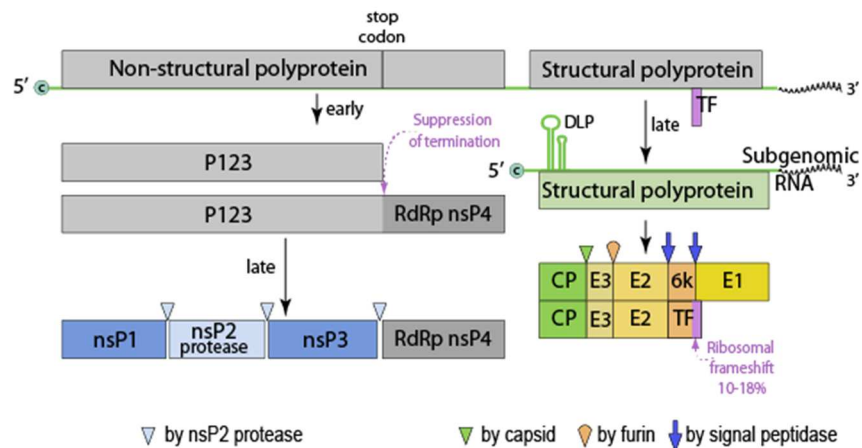 stop
codon
Non-structural polyprotein
Structural polyprotein
5′ c
3′
TF
early
Suppression
of termination
DLP
late
Subgenomic
RNA
P123
5′ c
3′
Structural polyprotein
P123 RdRp nsP4
late
CP E3 E2 6k E1
CP E3 E2 TF
nsP1 nsP2 protease nsP3 RdRp nsP4
Ribosomal
frameshift
10-18%
by nsP2 protease by capsid by furin by signal peptidase